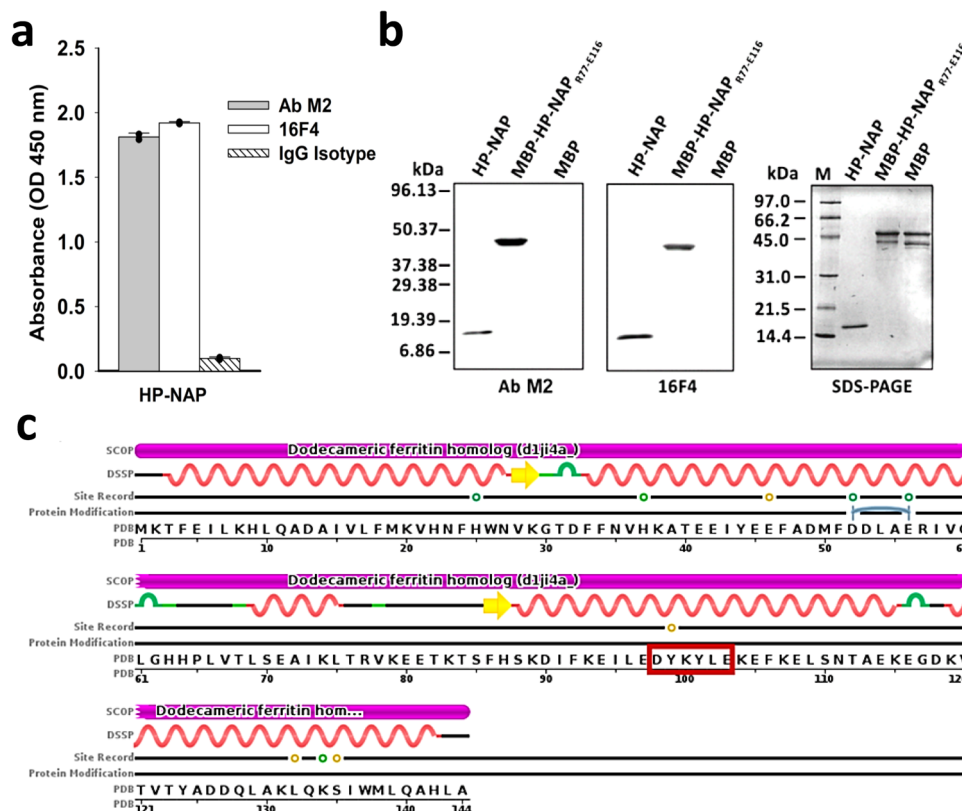 a
2.5
2.0
1.5
1.0
0.5
0.0
Absorbance (OD 450 nm)
Ab M2
16F4
IgG Isotype
HP-NAP
b
HP-NAP
MBP-HP-NAP R77-E116
MBP
kDa
96.13
50.37
37.38
29.38
19.39
6.86
Ab M2
HP-NAP
MBP-HP-NAP R77-E116
MBP
16F4
HP-NAP
MBP-HP-NAP R77-E116
MBP
kDa
M
97.0
66.2
45.0
31.0
21.5
14.4
SDS-PAGE
c
SCOP
Dodecameric ferritin homolog (d1ji4a_)
DSSP
Site Record
Protein Modification
PDB MKTFEILKHLQADAIVLFMKVHNFHWNVKGTDFFNVHKATEEIYEEFADMFDDLAERIV
PDB 1 10 20 30 40 50
SCOP
Dodecameric ferritin homolog (d1ji4a_)
DSSP
Site Record
Protein Modification
PDB LGHHPLVTLSEAIKLTRVKEETKTSFHSKDIFKEILEDYKYLEKEFKELSNTAEKEGDK
PDB 61 70 80 90 100 110
SCOP
Dodecameric ferritin hom...
DSSP
Site Record
Protein Modification
PDB TVTYADDQLAKLQKSIWMLQAHLA
PDB 121 130 140 144